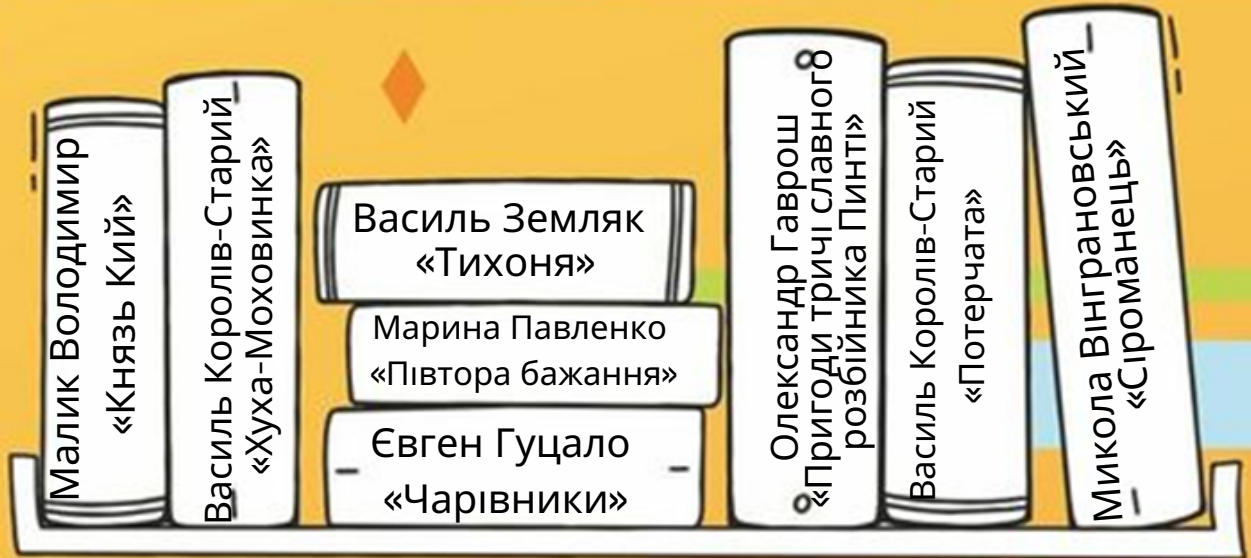 Малик Володимир
«Князь Кий»
Василь Королів-Старий
«Хуха-Моховинка»
Василь Земляк
«Тихоня»
Марина Павленко
«Півтора бажання»
Євген Гуцало
«Чарівники»
Олександр Гаврош
«Пригоди тричі славного
розбійника Пинті»
Василь Королів-Старий
«Потерчата»
Микола Вінграновський
«Сіроманець»